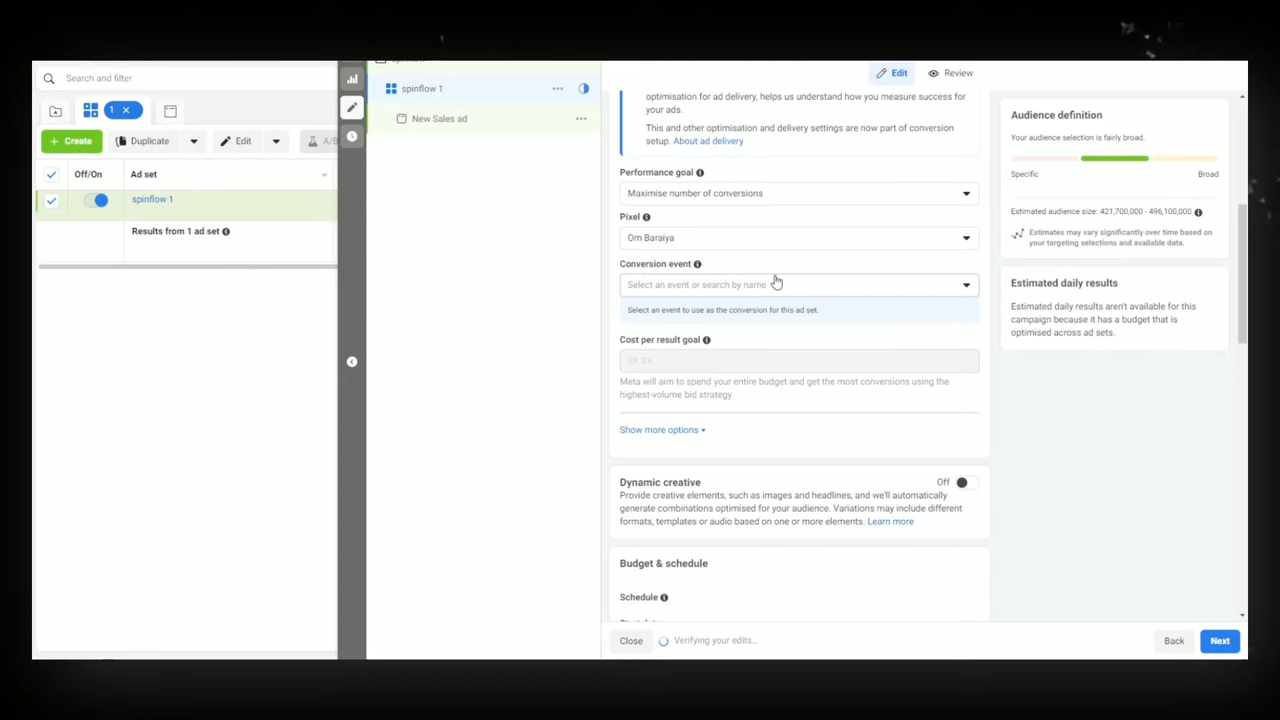 Search and filter
1 ×
+ Create
Duplicate
Edit
Off/On
Ad set
spinflow 1
Results from 1 ad set
spinflow 1
New Sales ad
Edit
Review
optimisation for ad delivery, helps us understand how you measure success for
your ads.
This and other optimisation and delivery settings are now part of conversion
setup. About ad delivery
Performance goal
Maximise number of conversions
Pixel
Om Baraiya
Conversion event
Select an event or search by name
Select an event to use as the conversion for this ad set.
Cost per result goal
Meta will aim to spend your entire budget and get the most conversions using the
highest-volume bid strategy.
Show more options
Dynamic creative
Off
Provide creative elements, such as images and headlines, and we'll automatically
generate combinations optimised for your audience. Variations may include different
formats, templates or audio based on one or more elements. Learn more
Budget & schedule
Schedule
Close
Verifying your edits...
Back
Next
Audience definition
Your audience selection is fairly broad.
Specific
Broad
Estimated audience size: 421,700,000 - 496,100,000
Estimates may vary significantly over time based on
your targeting selections and available data.
Estimated daily results
Estimated daily results aren't available for this
campaign because it has a budget that is
optimised across ad sets.